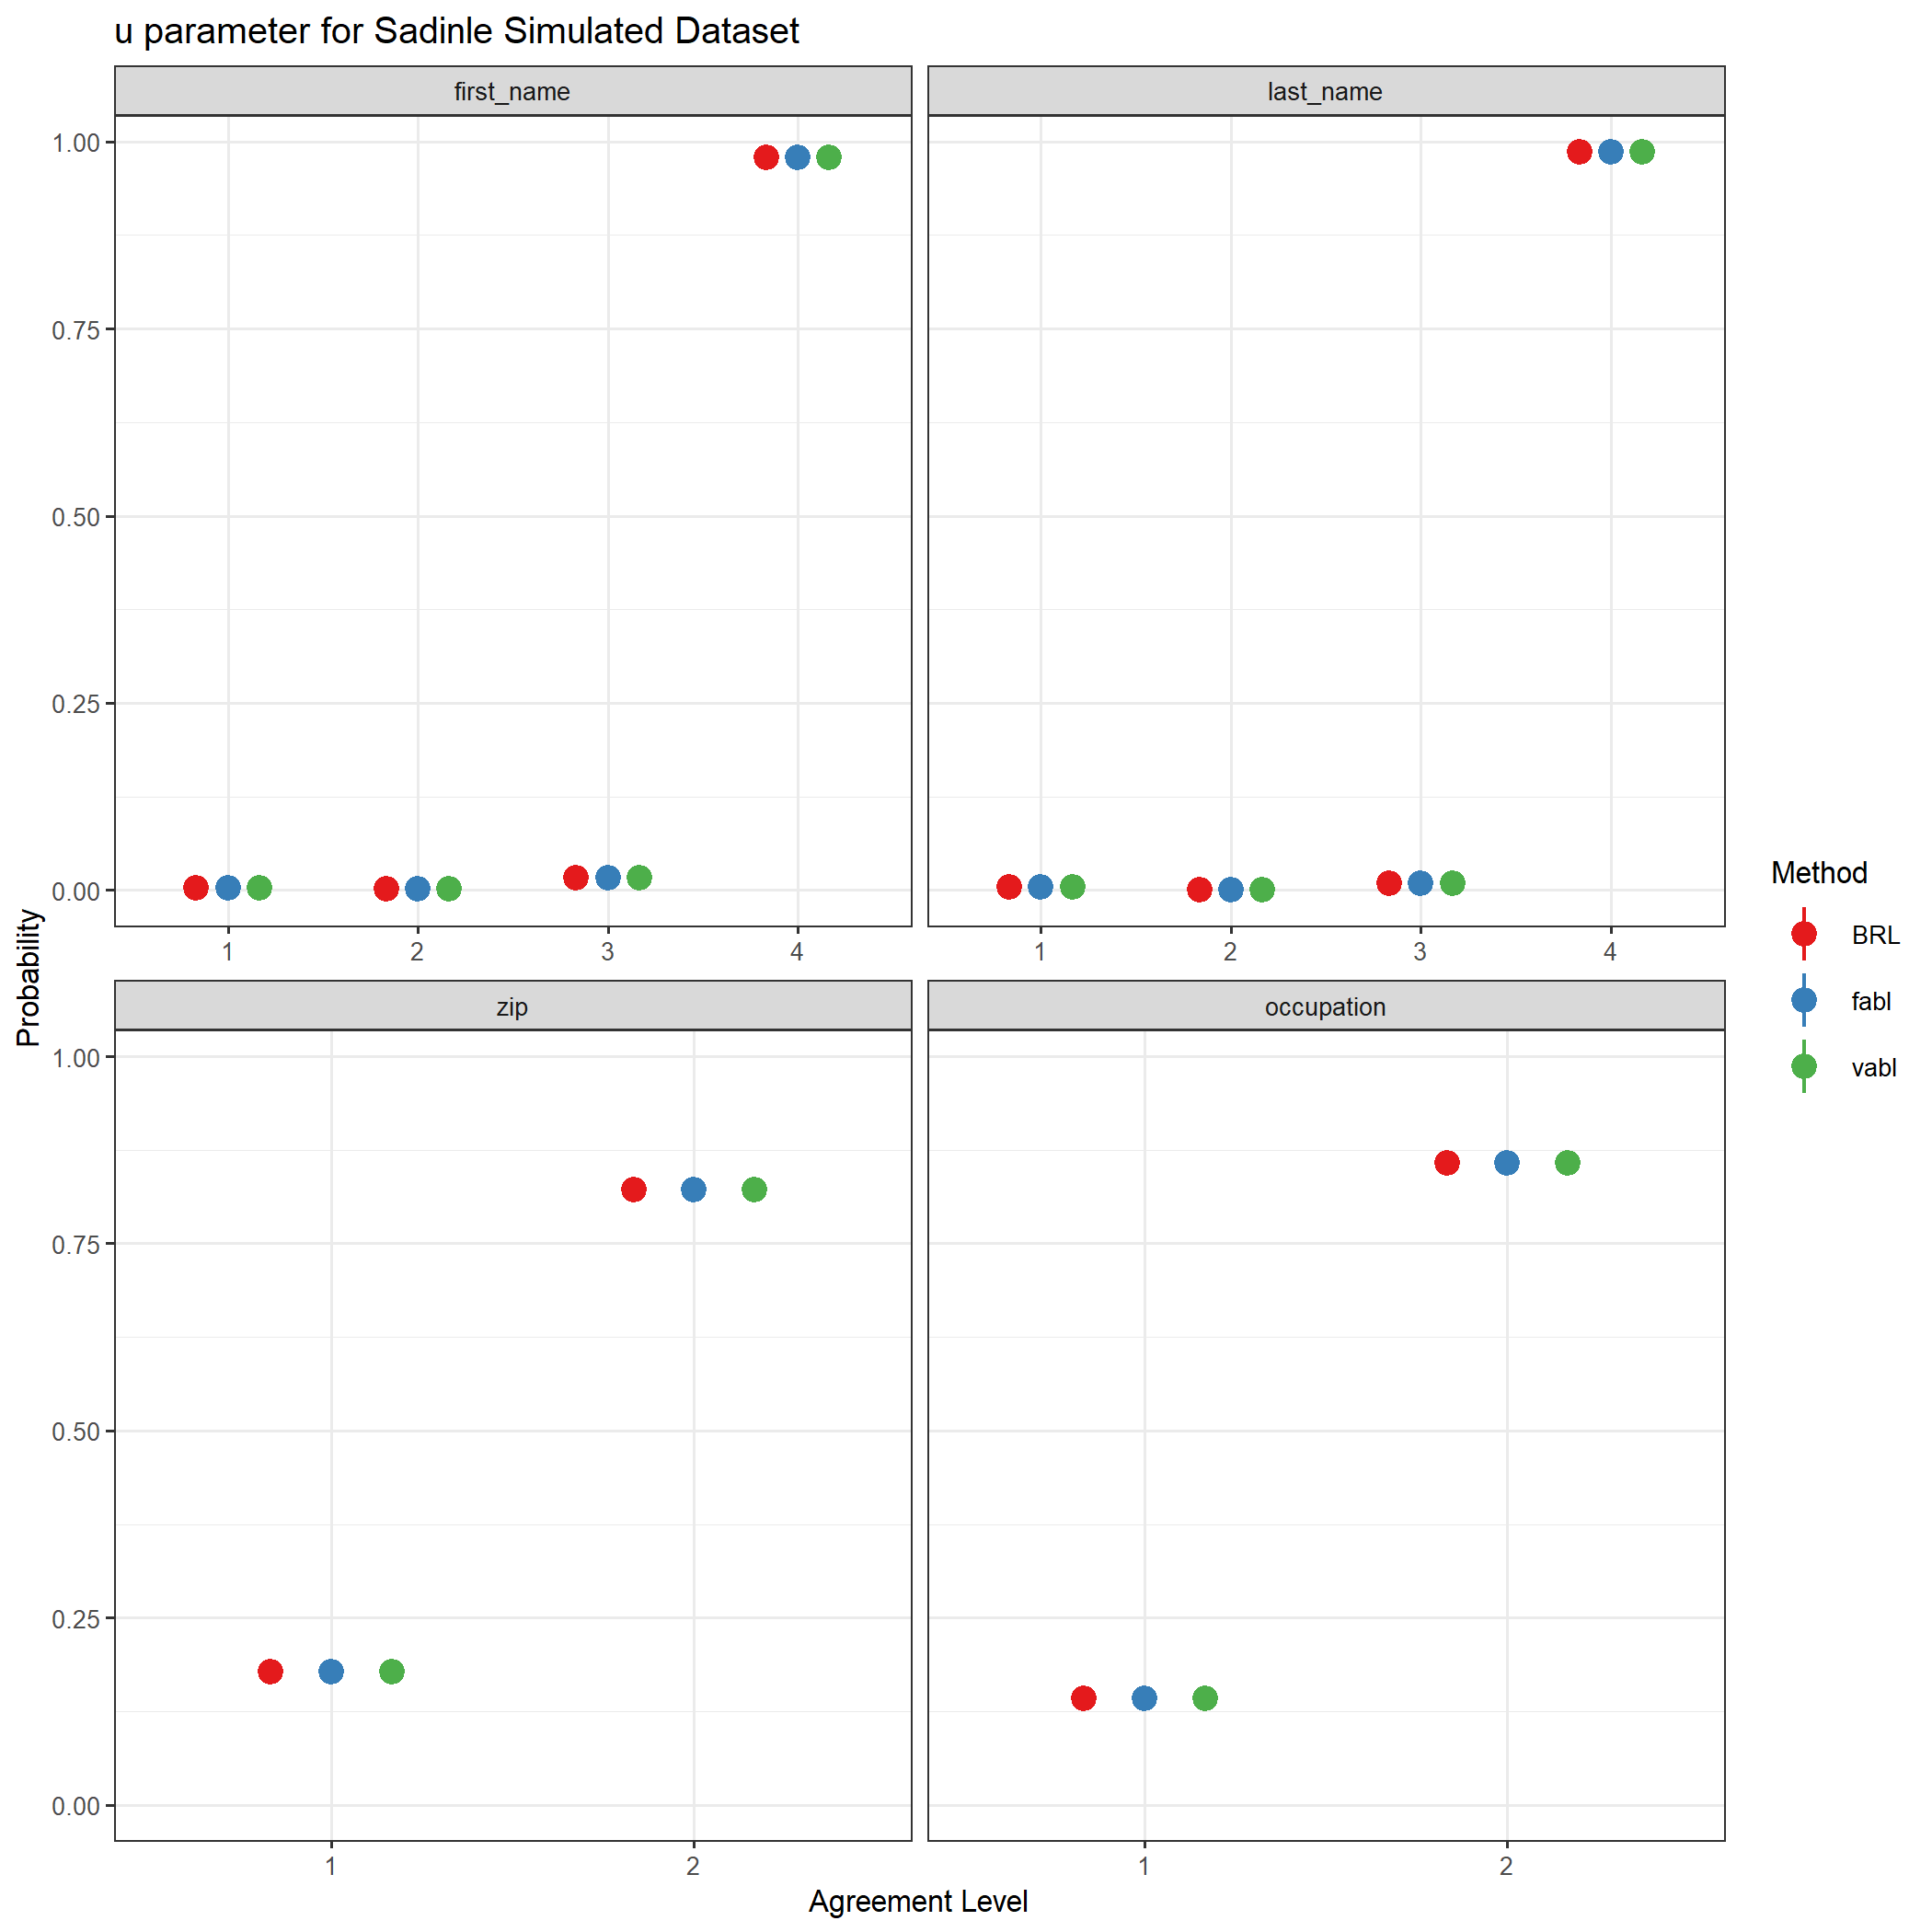 u parameter for Sadinle Simulated Dataset
first_name
last_name
1.00
0.75
0.50
0.25
0.00
1 2 3 4
1 2 3 4
zip
occupation
1.00
0.75
0.50
0.25
0.00
1 2
1 2
Agreement Level
Probability
Method
BRL
fabl
vabl